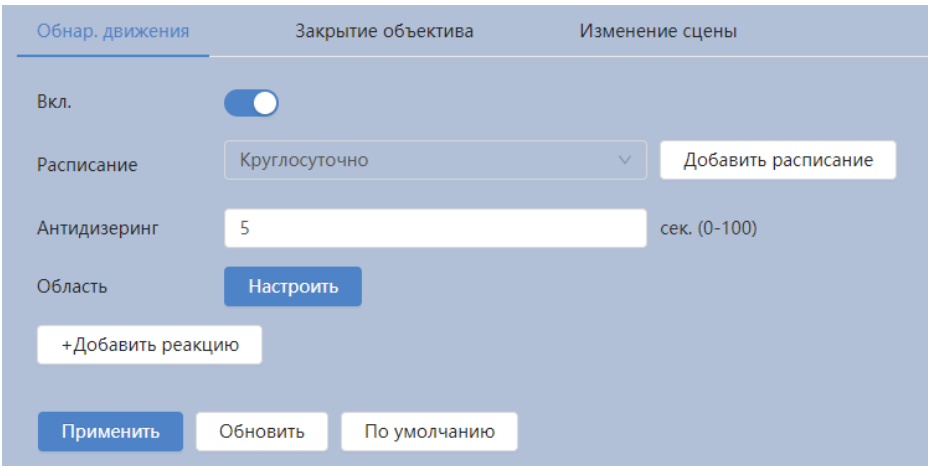 Обнар. движения Закрытие объектива Изменение сцены
Вкл.
Расписание Круглосуточно Добавить расписание
Антидизеринг 5 сек. (0-100)
Область Настроить
+Добавить реакцию
Применить Обновить По умолчанию